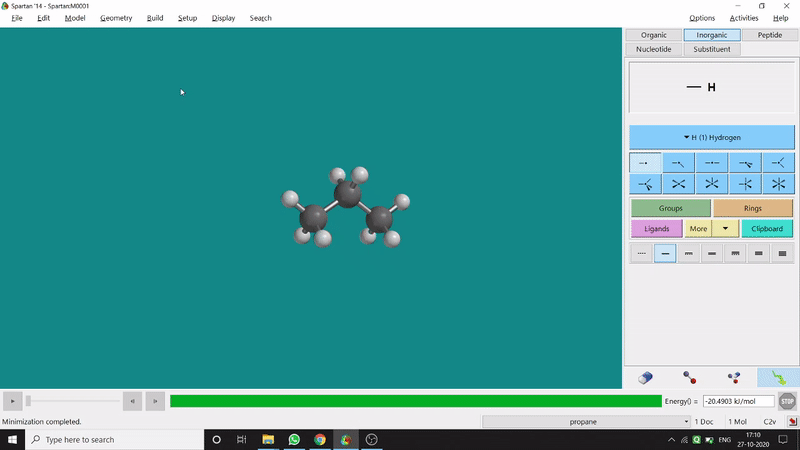 Spartan '14 - Spartan:M0001
File Edit Model Geometry Build Setup Display Search Options Activities Help
Organic Inorganic Peptide
Nucleotide Substituent
H
H (1) Hydrogen
Groups Rings
Ligands More Clipboard
Energy() = -20.4903 kJ/mol STOP
Minimization completed. propane 1 Doc 1 Mol C2v
Type here to search ENG 17:10
27-10-2020